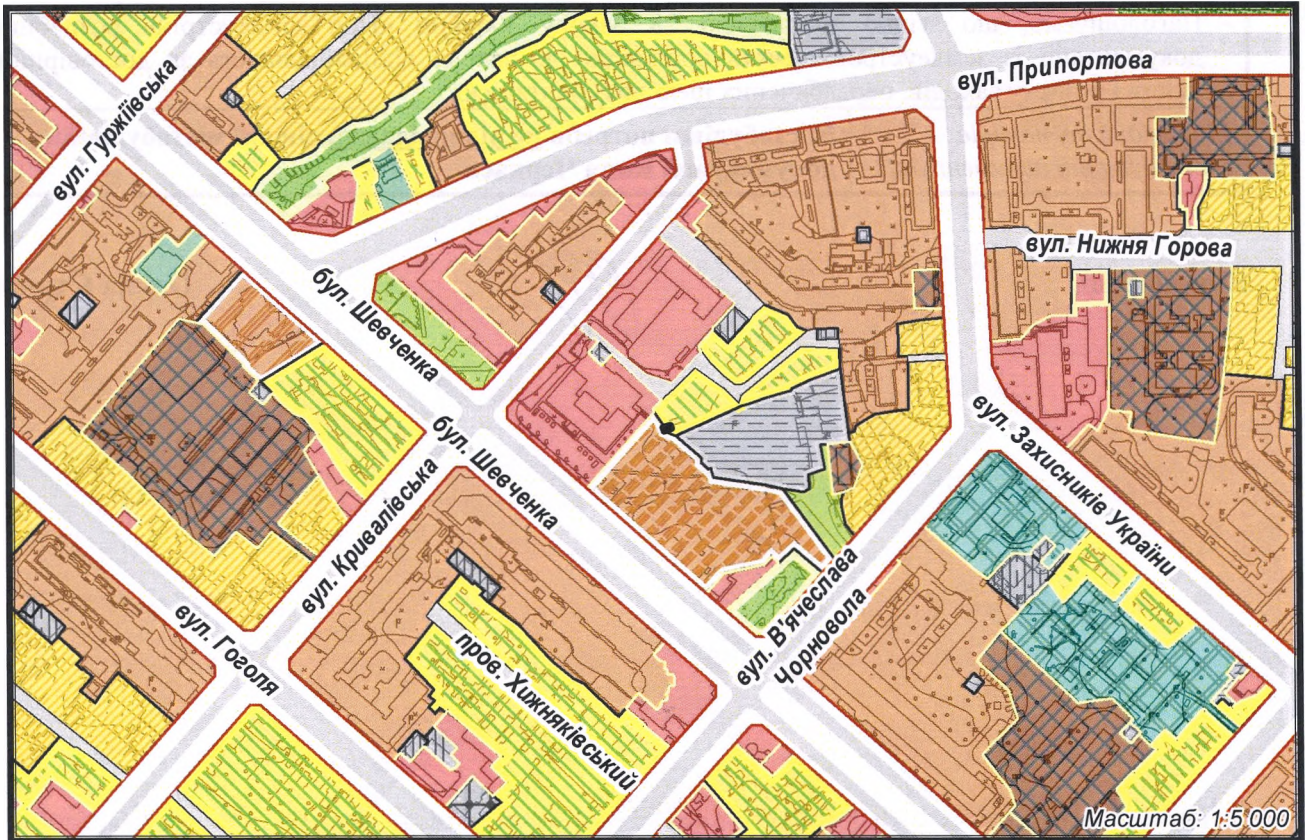 вул. Припортова
вул. Гуржіївська
вул. Нижня Горова
бул. Шевченка
бул. Шевченка
вул. Захисників України
вул. Кривалівська
вул. В'ячеслава
Чорновола
вул. Гоголя
пров. Хижняківський
Масштаб: 1:5 000